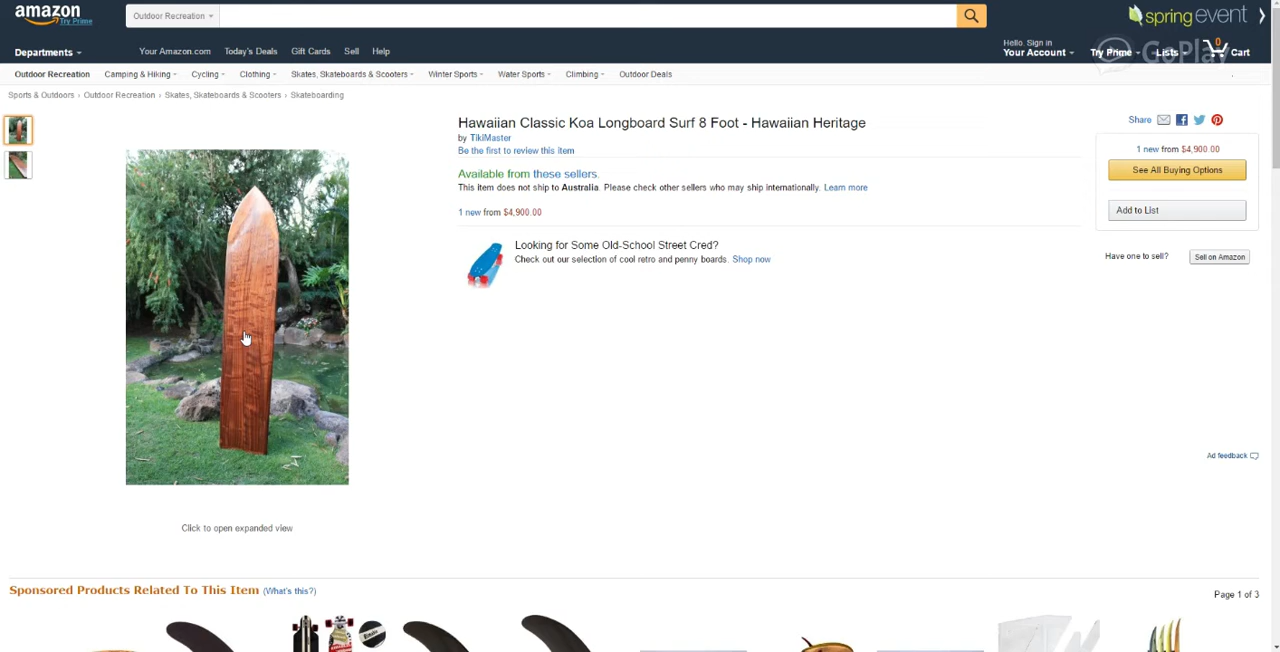 amazon
Try Prime
Outdoor Recreation
spring event
Departments
Your Amazon.com
Today's Deals
Gift Cards
Sell
Help
Hello. Sign in
Your Account
Try Prime
Lists
0
Cart
GoPlay
Outdoor Recreation
Camping & Hiking
Cycling
Clothing
Skates, Skateboards & Scooters
Winter Sports
Water Sports
Climbing
Outdoor Deals
Sports & Outdoors › Outdoor Recreation › Skates, Skateboards & Scooters › Skateboarding
Hawaiian Classic Koa Longboard Surf 8 Foot - Hawaiian Heritage
by TikiMaster
Be the first to review this item
Available from these sellers.
This item does not ship to Australia. Please check other sellers who may ship internationally. Learn more
1 new from $4,900.00
Looking for Some Old-School Street Cred?
Check out our selection of cool retro and penny boards. Shop now
Share
1 new from $4,900.00
See All Buying Options
Add to List
Have one to sell?
Sell on Amazon
Ad feedback
Click to open expanded view
Sponsored Products Related To This Item (What's this?)
Page 1 of 3